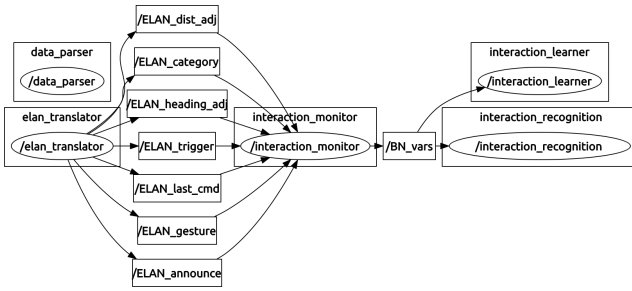 /ELAN_dist_adj
data_parser
/data_parser
/ELAN_category
interaction_learner
/interaction_learner
/ELAN_heading_adj
elan_translator
/elan_translator
/ELAN_trigger
interaction_monitor
/interaction_monitor
/BN_vars
interaction_recognition
/interaction_recognition
/ELAN_last_cmd
/ELAN_gesture
/ELAN_announce